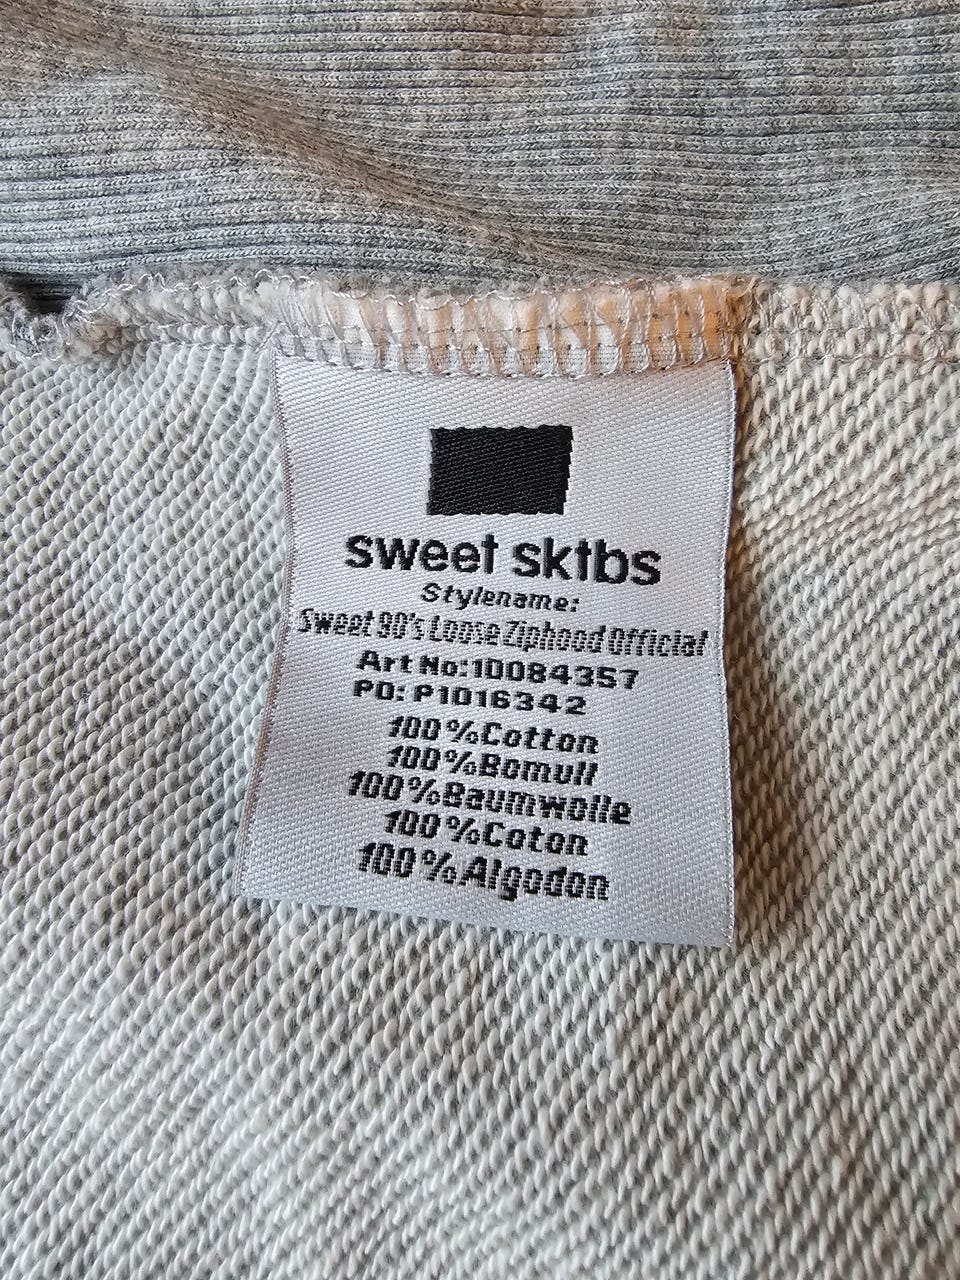 sweet sktbs
Stylename:
Sweet 90's Loose Ziphood Official
Art No:10084357
PO: P1016342
100%Cotton
100%Bomull
100%Baumwolle
100%Coton
100%Algodon